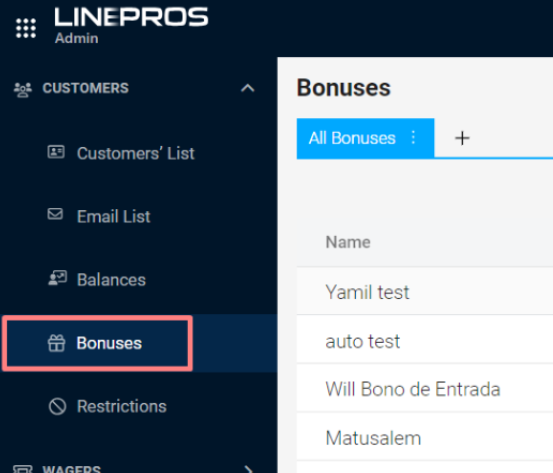 LINEPROS
Admin
CUSTOMERS
Customers' List
Email List
Balances
Bonuses
Restrictions
WAGERS
Bonuses
All Bonuses
Name
Yamil test
auto test
Will Bono de Entrada
Matusalem